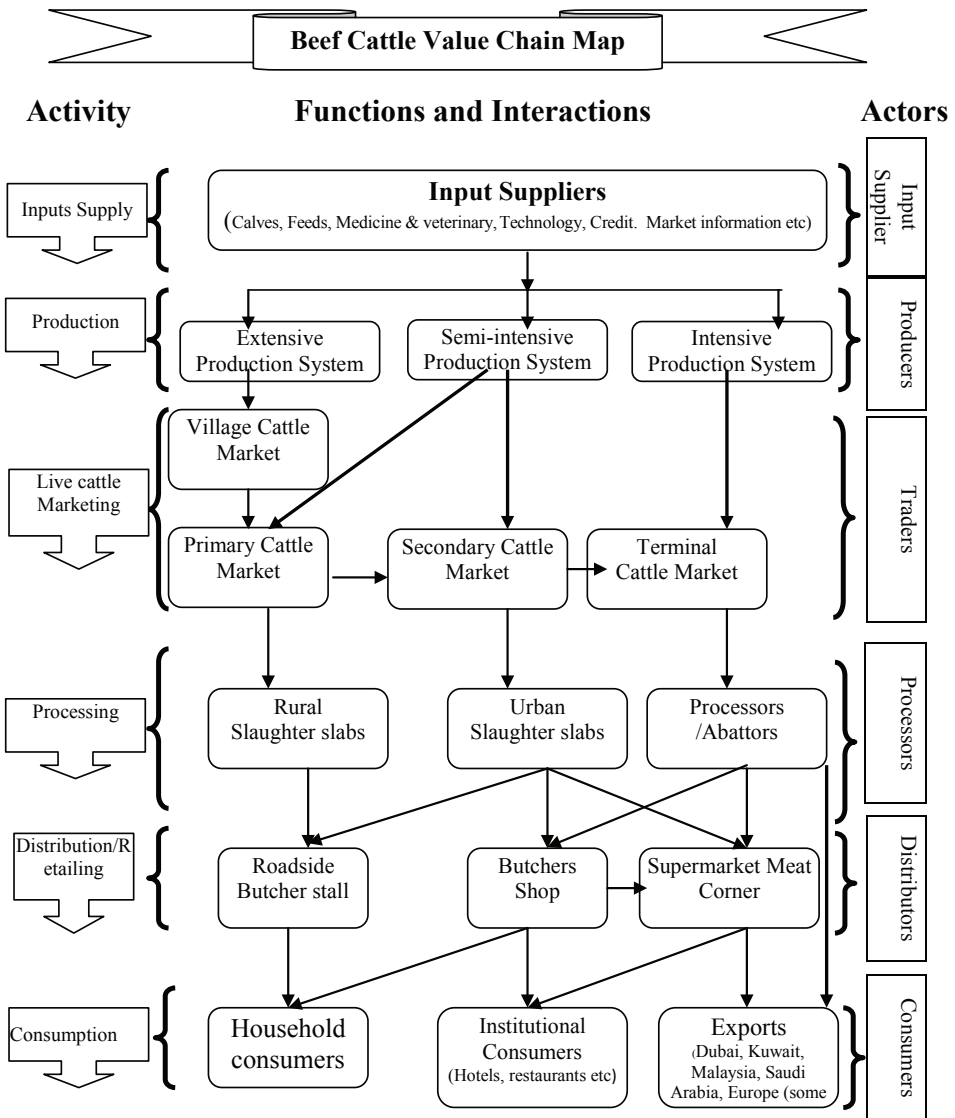 Beef Cattle Value Chain Map
Activity
Functions and Interactions
Actors
Inputs Supply
Input Suppliers
(Calves, Feeds, Medicine & veterinary, Technology, Credit. Market information etc)
Input
Supplier
Production
Extensive
Production System
Semi-intensive
Production System
Intensive
Production System
Producers
Live cattle
Marketing
Village Cattle
Market
Primary Cattle
Market
Secondary Cattle
Market
Terminal
Cattle Market
Traders
Processing
Rural
Slaughter slabs
Urban
Slaughter slabs
Processors
/Abattors
Processors
Distribution/R
etailing
Roadside
Butcher stall
Butchers
Shop
Supermarket Meat
Corner
Distributors
Consumption
Household
consumers
Institutional
Consumers
(Hotels, restaurants etc)
Exports
(Dubai, Kuwait,
Malaysia, Saudi
Arabia, Europe (some
Consumers